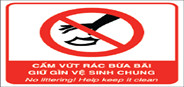 CẤM VỨT RÁC BỪA BÃI
GIỮ GÌN VỆ SINH CHUNG
No littering! Help keep it clean